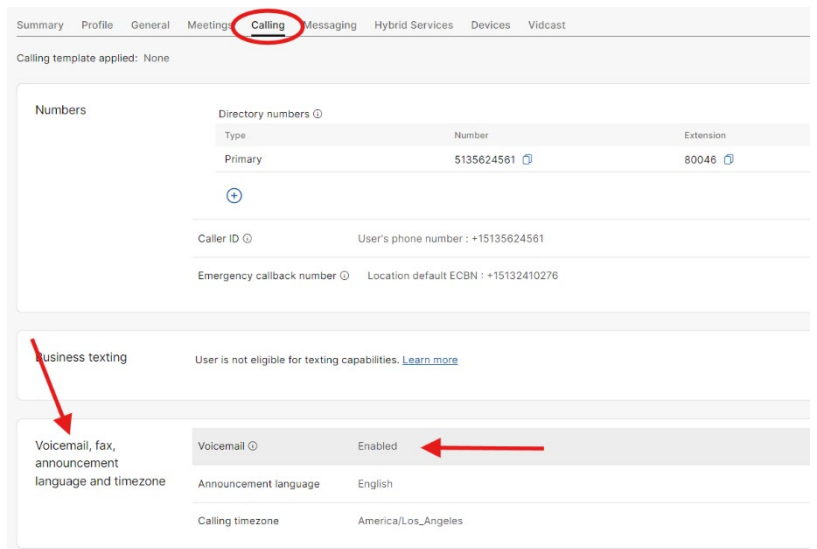 Summary Profile General Meetings Calling Messaging Hybrid Services Devices Vidcast
Calling template applied: None
Numbers
Directory numbers
Type Number Extension
Primary 5135624561 80046
Caller ID User's phone number : +15135624561
Emergency callback number Location default ECBN : +15132410276
Business texting User is not eligible for texting capabilities. Learn more
Voicemail, fax,
announcement
language and timezone
Voicemail Enabled
Announcement language English
Calling timezone America/Los_Angeles